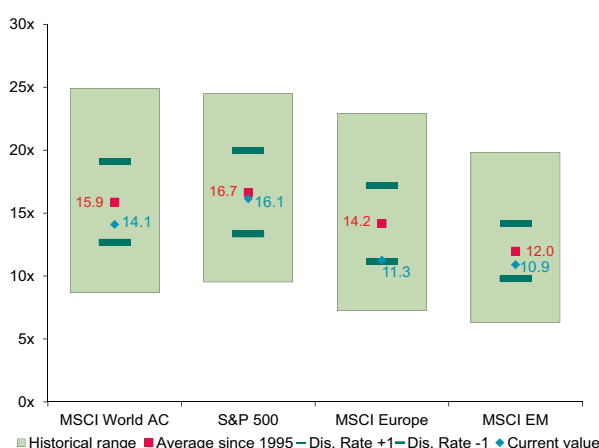 30x
25x
20x
15x
10x
5x
0x
15.9
14.1
16.7
16.1
14.2
11.3
12.0
10.9
MSCI World AC S&P 500 MSCI Europe MSCI EM
Historical range Average since 1995 Dis. Rate +1 Dis. Rate -1 Current value